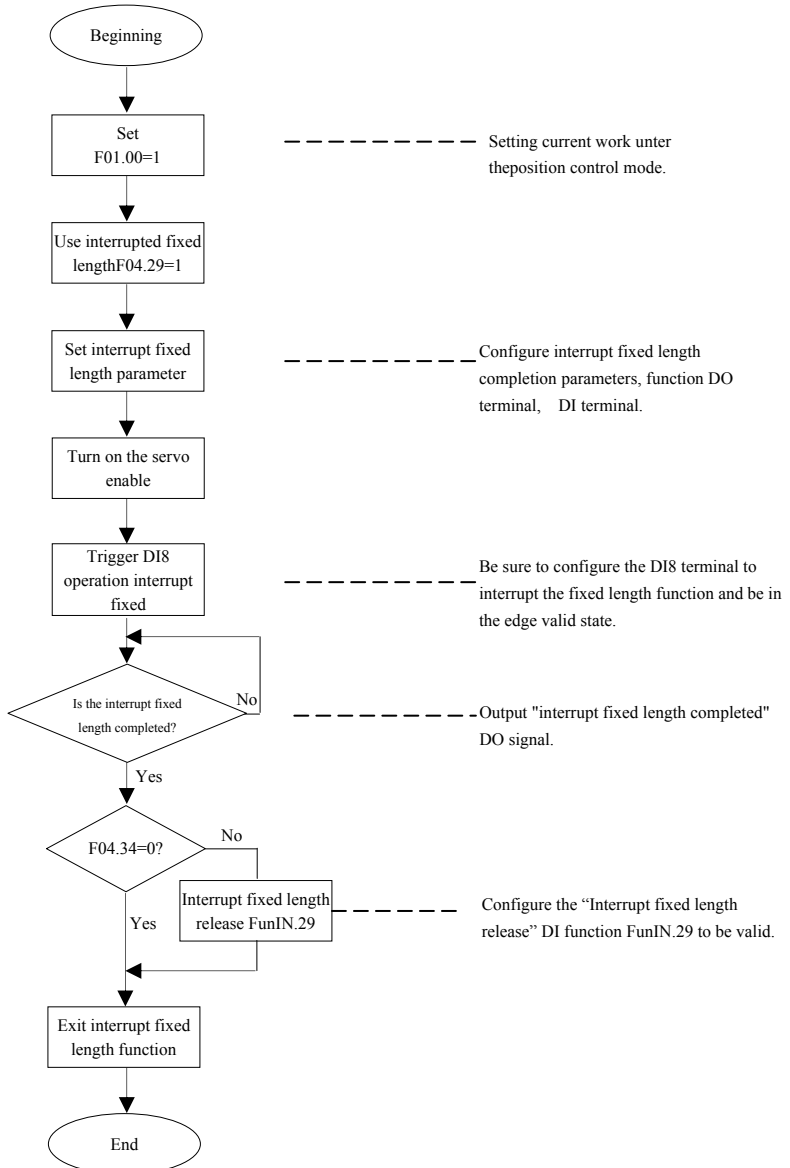 Beginning
Set
F01.00=1
Setting current work unter
theposition control mode.
Use interrupted fixed
lengthF04.29=1
Set interrupt fixed
length parameter
Configure interrupt fixed length
completion parameters, function DO
terminal, DI terminal.
Turn on the servo
enable
Trigger DI8
operation interrupt
fixed
Be sure to configure the DI8 terminal to
interrupt the fixed length function and be in
the edge valid state.
Is the interrupt fixed
length completed?
No
Output "interrupt fixed length completed"
DO signal.
Yes
F04.34=0?
No
Interrupt fixed length
release FunIN.29
Configure the “Interrupt fixed length
release” DI function FunIN.29 to be valid.
Yes
Exit interrupt fixed
length function
End